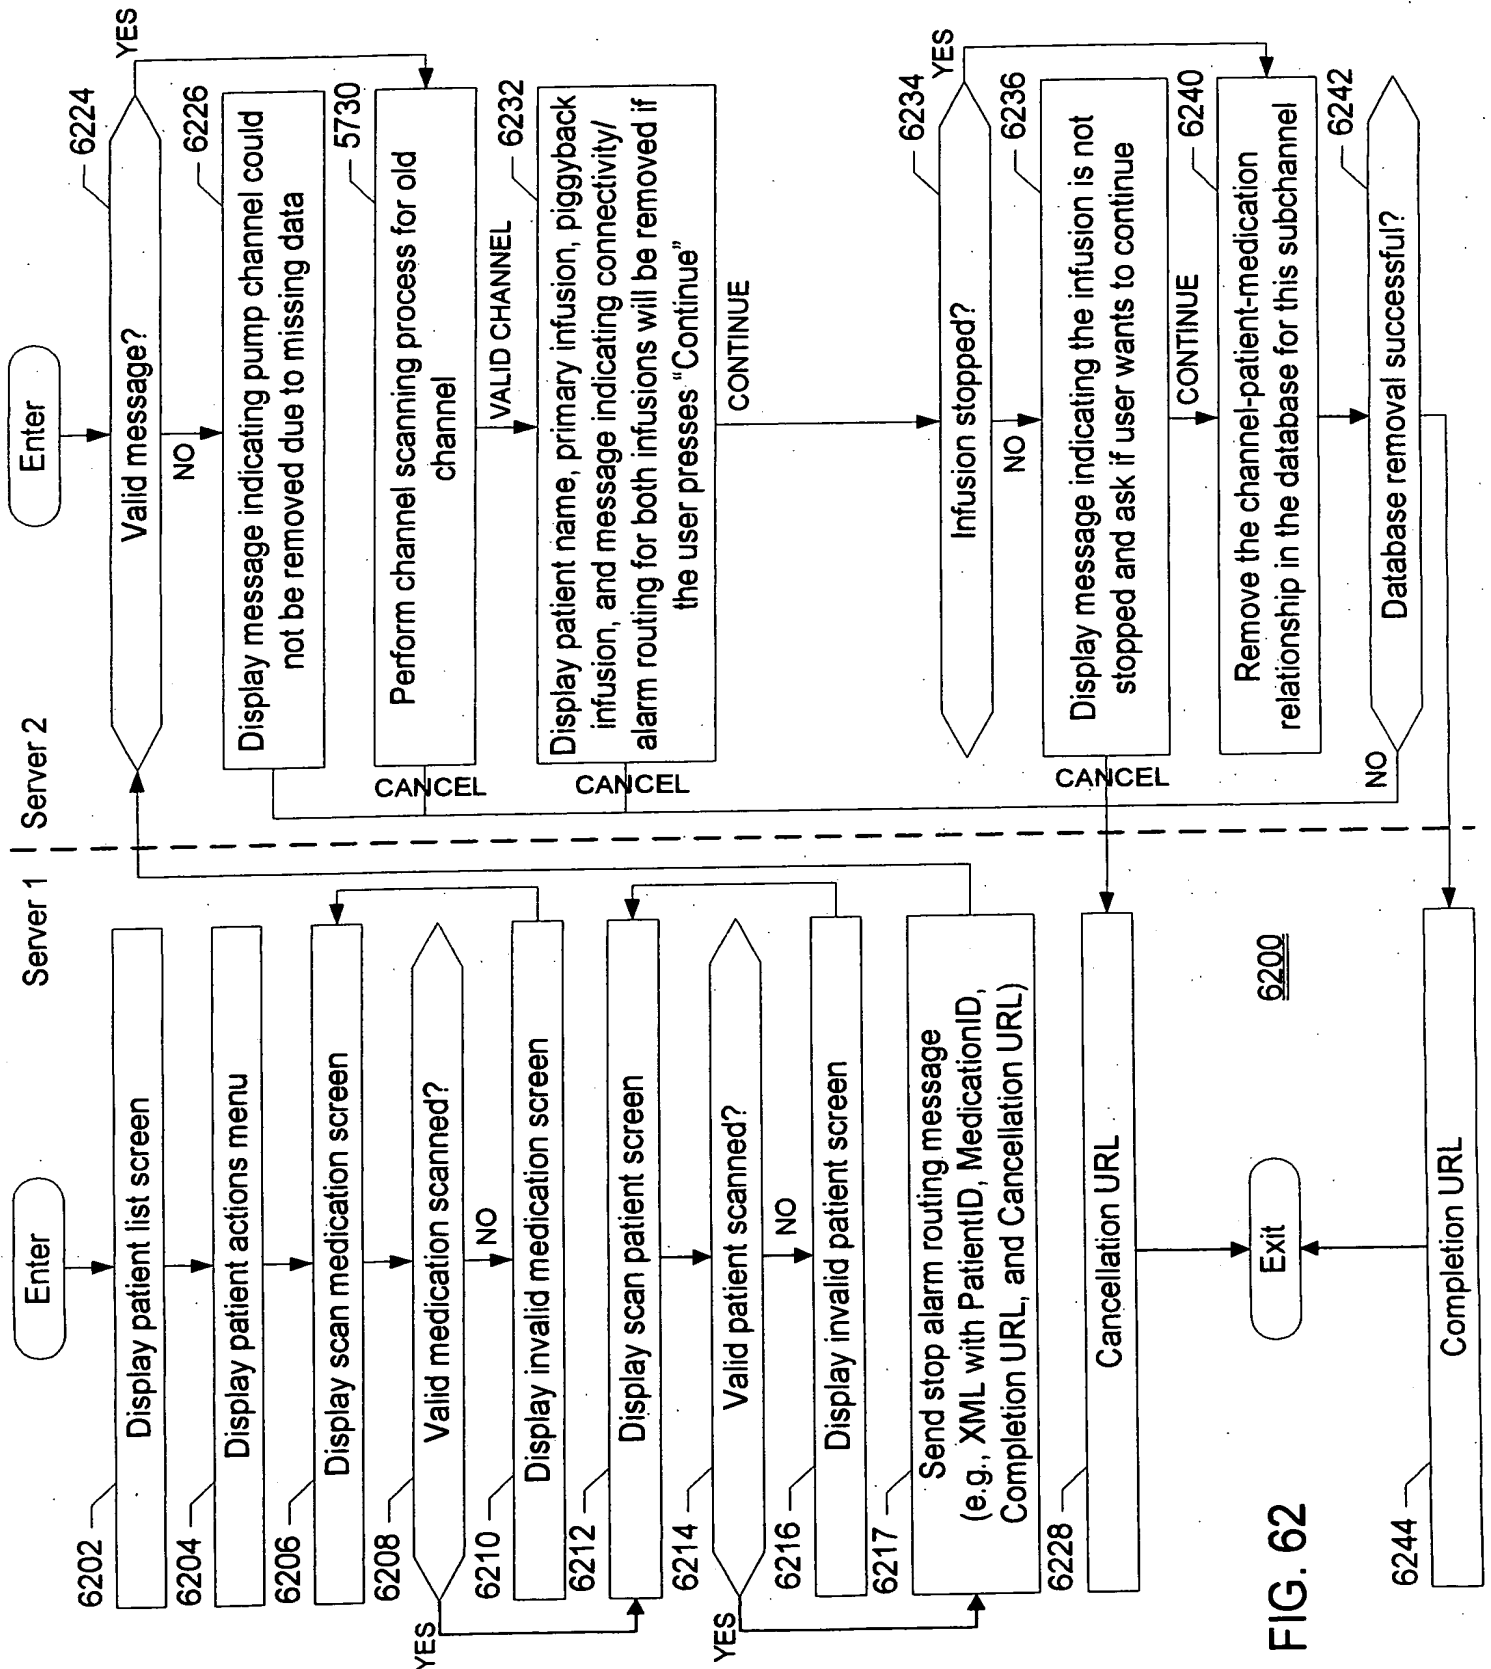 Server 1
Server 2
Enter
6202
Display patient list screen
6204
Display patient actions menu
6206
Display scan medication screen
6208
Valid medication scanned?
YES
NO
6210
Display invalid medication screen
6212
Display scan patient screen
6214
Valid patient scanned?
YES
NO
6216
Display invalid patient screen
6217
Send stop alarm routing message
(e.g., XML with PatientID, MedicationID,
Completion URL, and Cancellation URL)
6228
Cancellation URL
6200
Exit
6244
Completion URL
Enter
6224
Valid message?
YES
NO
6226
Display message indicating pump channel could
not be removed due to missing data
5730
Perform channel scanning process for old
channel
CANCEL
VALID CHANNEL
6232
Display patient name, primary infusion, piggyback
infusion, and message indicating connectivity/
alarm routing for both infusions will be removed if
the user presses "Continue"
CANCEL
CONTINUE
6234
Infusion stopped?
YES
NO
6236
Display message indicating the infusion is not
stopped and ask if user wants to continue
CANCEL
CONTINUE
6240
Remove the channel-patient-medication
relationship in the database for this subchannel
6242
Database removal successful?
NO
FIG. 62